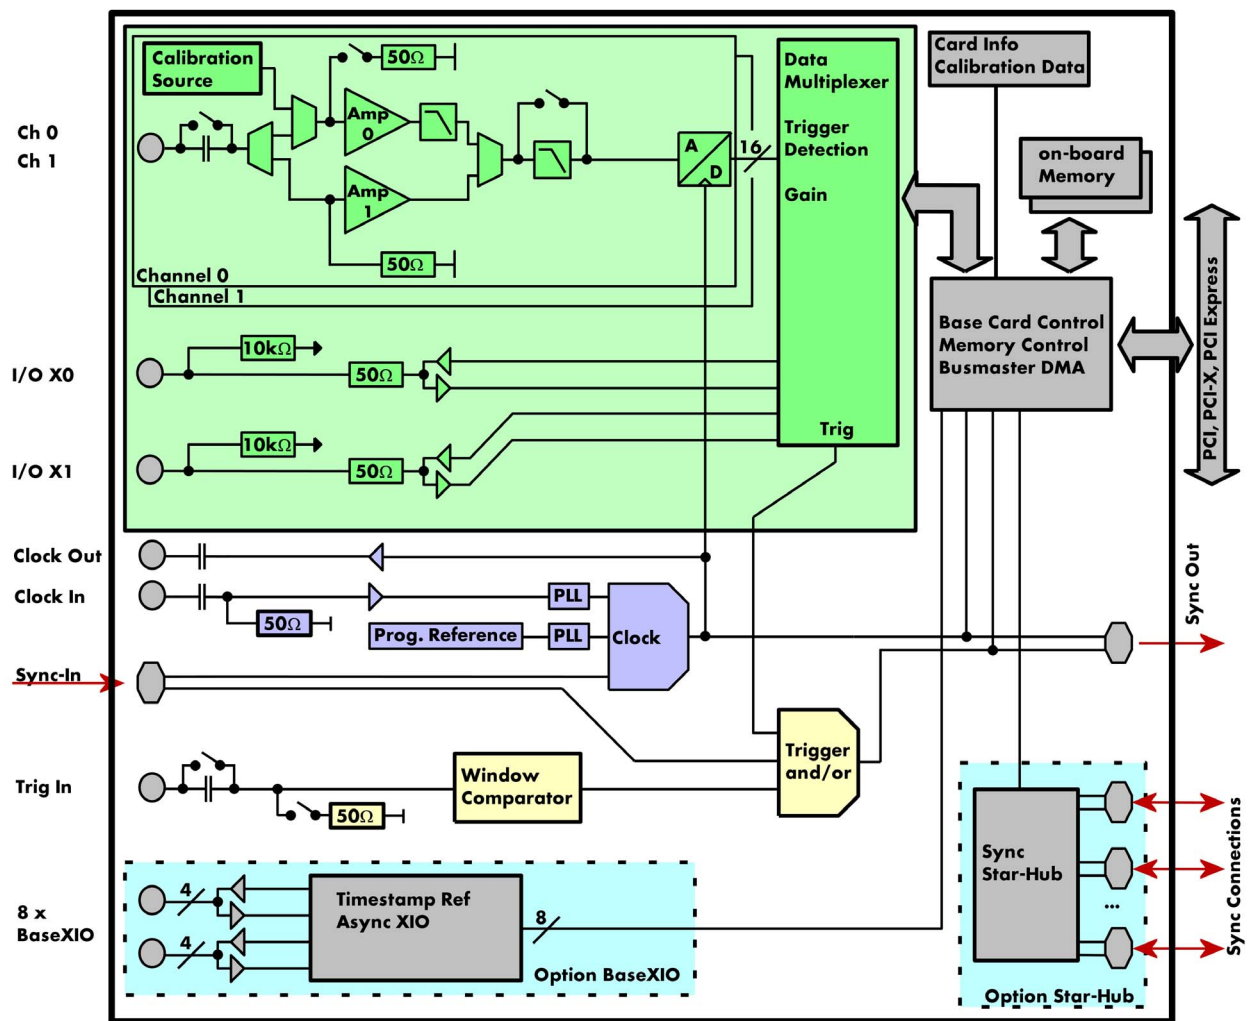 Calibration
Source
50Ω
Amp
0
Amp
1
50Ω
A
D
16
Data
Multiplexer
Trigger
Detection
Gain
Trig
Channel 0
Channel 1
Card Info
Calibration Data
on-board
Memory
Base Card Control
Memory Control
Busmaster DMA
PCI, PCI-X, PCI Express
Ch 0
Ch 1
I/O X0
10kΩ
50Ω
I/O X1
10kΩ
50Ω
Clock Out
Clock In
50Ω
PLL
Prog. Reference
PLL
Clock
Sync Out
Sync-In
Trig In
50Ω
Window
Comparator
Trigger
and/or
8 x
BaseXIO
4
4
Timestamp Ref
Async XIO
8
Option BaseXIO
Sync
Star-Hub
...
Option Star-Hub
Sync Connections